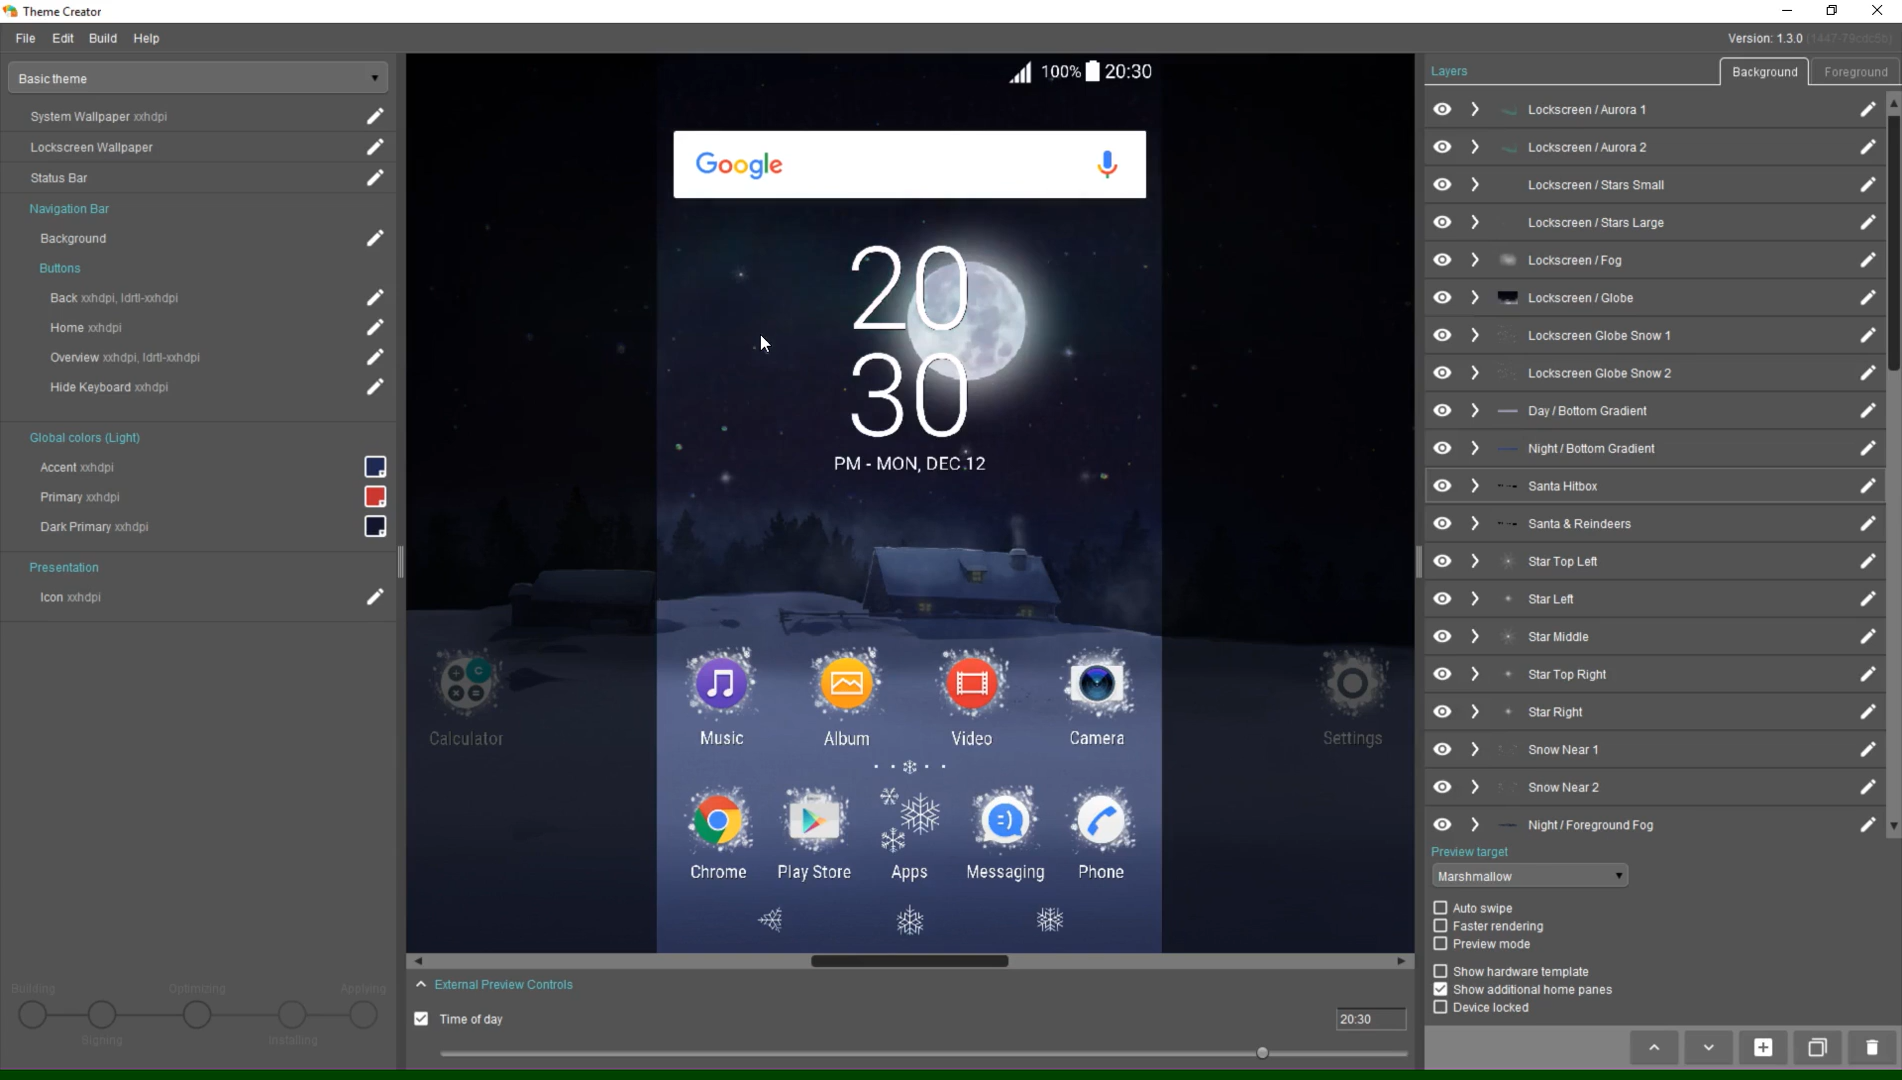 Theme Creator
File Edit Build Help
Version: 1.3.0 (1447-79cdc5b)
Basic theme
System Wallpaper xxhdpi
Lockscreen Wallpaper
Status Bar
Navigation Bar
Background
Buttons
Back xxhdpi, ldrtl-xxhdpi
Home xxhdpi
Overview xxhdpi, ldrtl-xxhdpi
Hide Keyboard xxhdpi
Global colors (Light)
Accent xxhdpi
Primary xxhdpi
Dark Primary xxhdpi
Presentation
Icon xxhdpi
Building Optimizing Applying
Signing Installing
100% 20:30
Google
20
30
PM - MON, DEC 12
Calculator Music Album Video Camera Settings
Chrome Play Store Apps Messaging Phone
External Preview Controls
Time of day 20:30
Layers Background Foreground
Lockscreen / Aurora 1
Lockscreen / Aurora 2
Lockscreen / Stars Small
Lockscreen / Stars Large
Lockscreen / Fog
Lockscreen / Globe
Lockscreen Globe Snow 1
Lockscreen Globe Snow 2
Day / Bottom Gradient
Night / Bottom Gradient
Santa Hitbox
Santa & Reindeers
Star Top Left
Star Left
Star Middle
Star Top Right
Star Right
Snow Near 1
Snow Near 2
Night / Foreground Fog
Preview target
Marshmallow
Auto swipe
Faster rendering
Preview mode
Show hardware template
Show additional home panes
Device locked